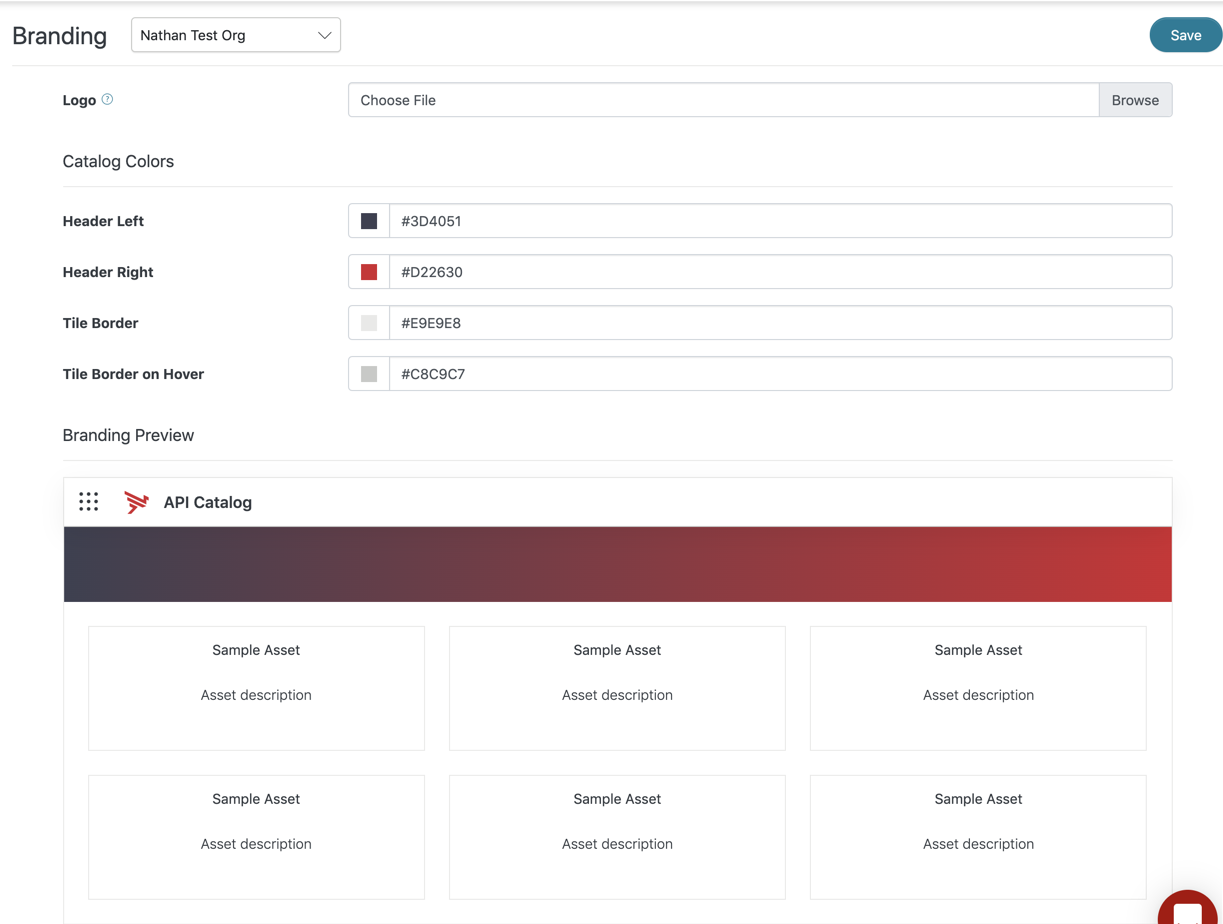 Branding
Nathan Test Org
Save
Logo ?
Choose File
Browse
Catalog Colors
Header Left
#3D4051
Header Right
#D22630
Tile Border
#E9E9E8
Tile Border on Hover
#C8C9C7
Branding Preview
API Catalog
Sample Asset Sample Asset Sample Asset
Asset description Asset description Asset description
Sample Asset Sample Asset Sample Asset
Asset description Asset description Asset description